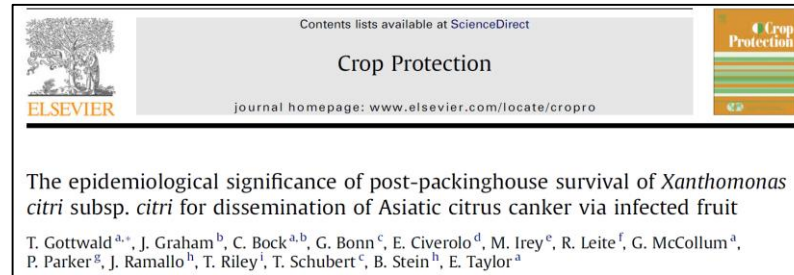 Contents lists available at ScienceDirect
Crop Protection
Crop Protection
journal homepage: www.elsevier.com/locate/cropro
ELSEVIER
The epidemiological significance of post-packinghouse survival of Xanthomonas
citri subsp. citri for dissemination of Asiatic citrus canker via infected fruit
T. Gottwald a,*, J. Graham b, C. Bock a,b, G. Bonn c, E. Civerolo d, M. Irey e, R. Leite f, G. McCollum a,
P. Parker g, J. Ramallo h, T. Riley i, T. Schubert c, B. Stein h, E. Taylor a